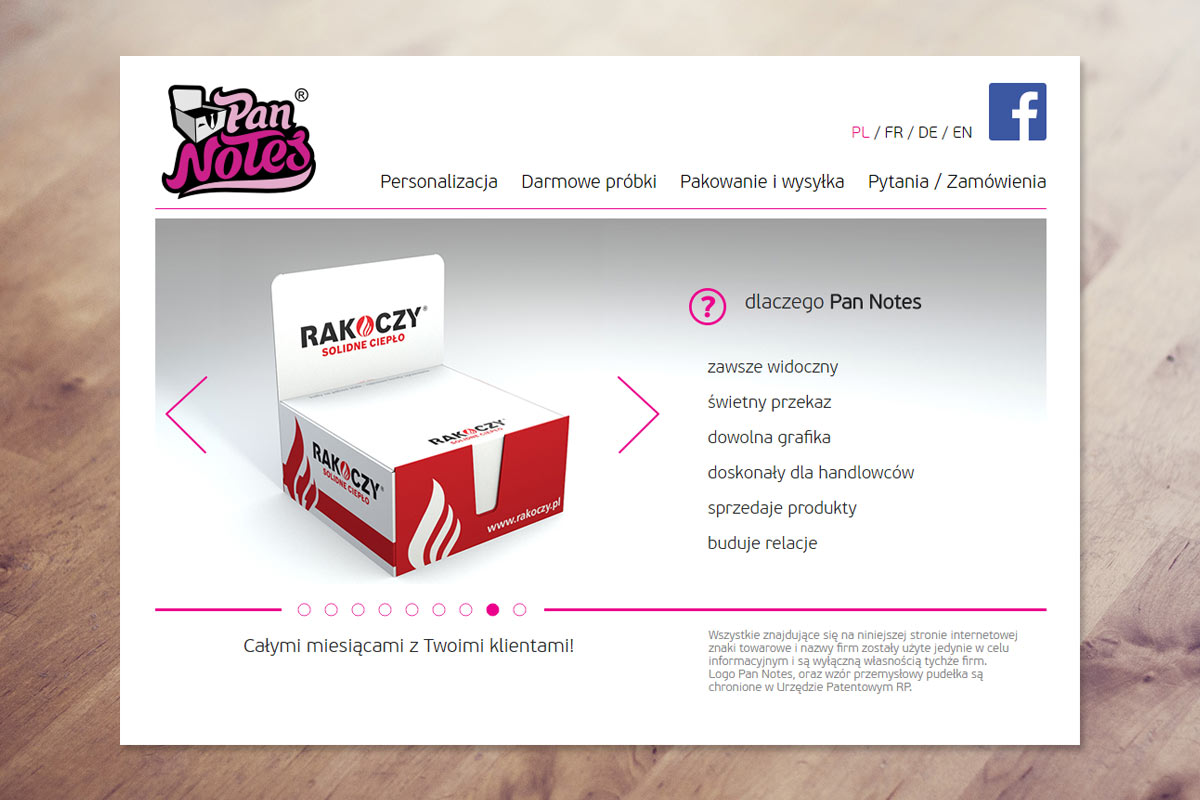 Pan
Notes
®
PL / FR / DE / EN
f
Personalizacja Darmowe próbki Pakowanie i wysyłka Pytania / Zamówienia
RAKOCZY®
SOLIDNE CIEPŁO
RAKOCZY®
SOLIDNE CIEPŁO
RAKOCZY®
SOLIDNE CIEPŁO
www.rakoczy.pl
? dlaczego Pan Notes
zawsze widoczny
świetny przekaz
dowolna grafika
doskonały dla handlowców
sprzedaje produkty
buduje relacje
Całymi miesiącami z Twoimi klientami!
Wszystkie znajdujące się na niniejszej stronie internetowej
znaki towarowe i nazwy firm zostały użyte jedynie w celu
informacyjnym i są wyłączną własnością tychże firm.
Logo Pan Notes, oraz wzór przemysłowy pudełka są
chronione w Urzędzie Patentowym RP.